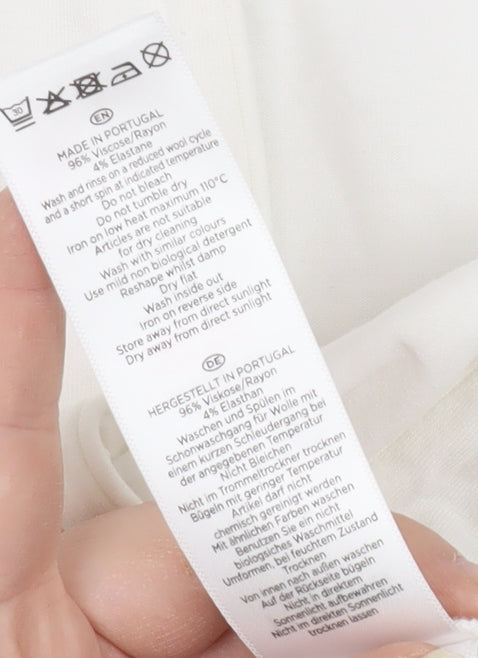 30
EN
MADE IN PORTUGAL
96% Viscose/Rayon
4% Elastane
Wash and rinse on a reduced wool cycle
and a short spin at indicated temperature
Do not bleach
Do not tumble dry
Iron on low heat maximum 110°C
Articles are not suitable
for dry cleaning
Wash with similar colours
Use mild non biological detergent
Reshape whilst damp
Dry flat
Wash inside out
Iron on reverse side
Store away from direct sunlight
Dry away from direct sunlight
DE
HERGESTELLT IN PORTUGAL
96% Viskose/Rayon
4% Elasthan
Waschen und Spülen im
Schonwaschgang für Wolle mit
einem kurzen Schleudergang bei
der angegebenen Temperatur
Nicht Bleichen
Nicht im Trommeltrockner trocknen
Bügeln mit geringer Temperatur
Artikel darf nicht
chemisch gereinigt werden
Mit ähnlichen Farben waschen
Benutzen Sie ein nicht
biologsiches Waschmittel
Umformen, bei feuchtem Zustand
Trocknen
Von innen nach außen waschen
Auf der Rückseite bügeln
Nicht in direktem
Sonnenlicht aufbewahren
Nicht im direkten Sonnenlicht
trocknen lassen